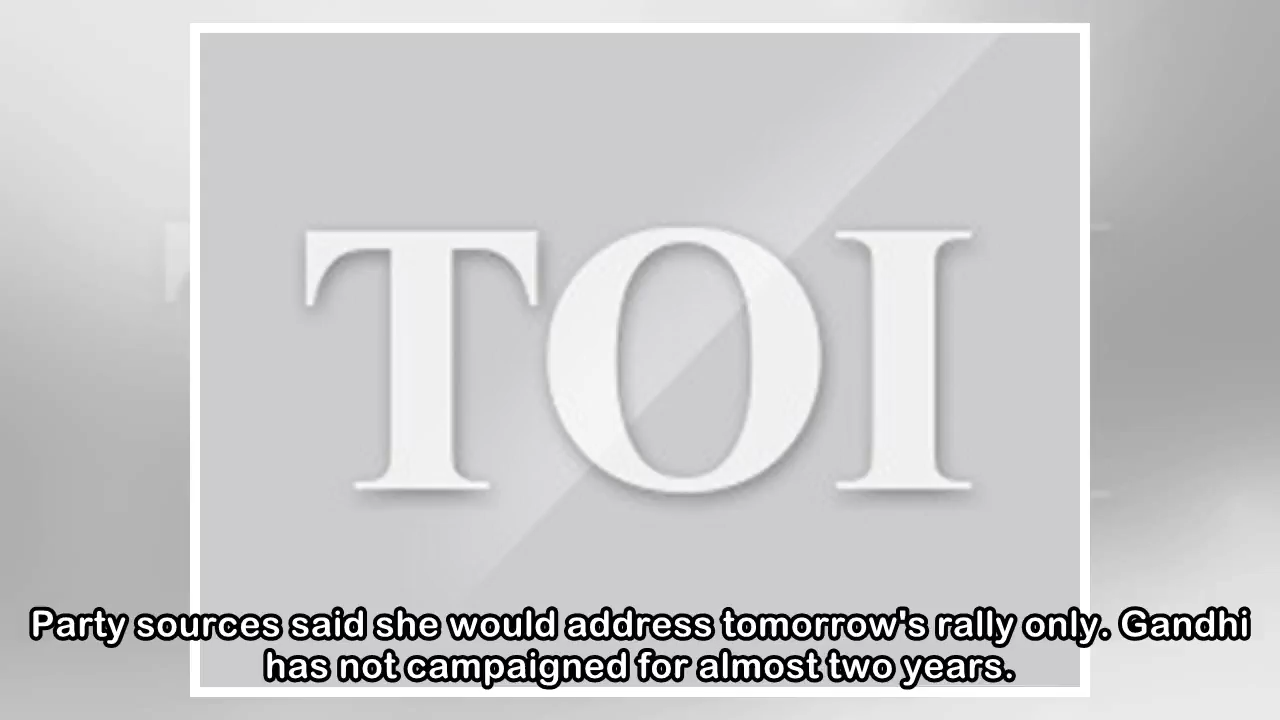 TOI
Party sources said she would address tomorrow's rally only. Gandhi
has not campaigned for almost two years.